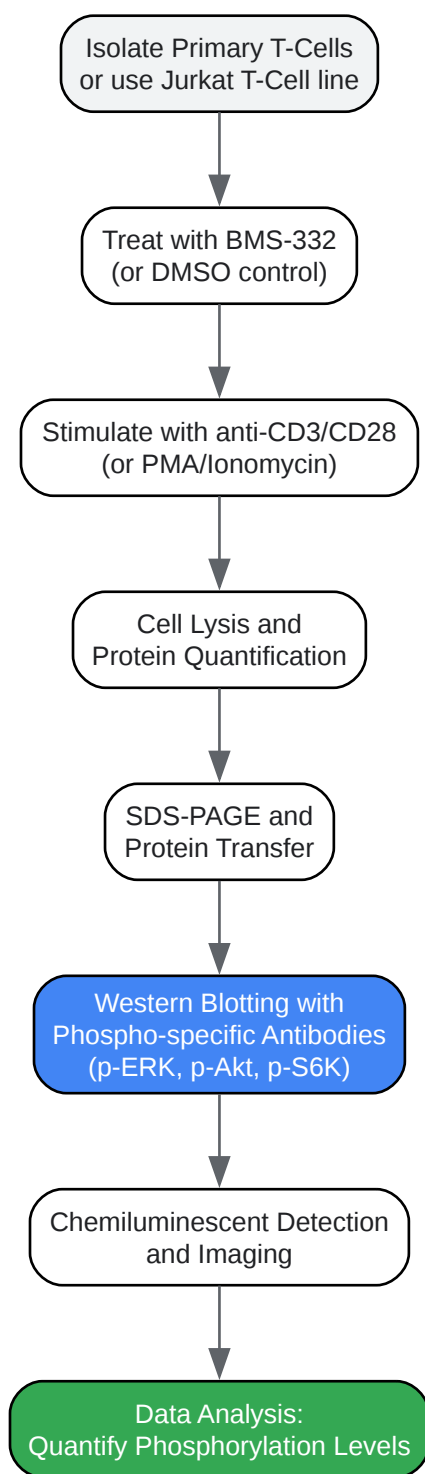 Isolate Primary T-Cells
or use Jurkat T-Cell line
Treat with BMS-332
(or DMSO control)
Stimulate with anti-CD3/CD28
(or PMA/Ionomycin)
Cell Lysis and
Protein Quantification
SDS-PAGE and
Protein Transfer
Western Blotting with
Phospho-specific Antibodies
(p-ERK, p-Akt, p-S6K)
Chemiluminescent Detection
and Imaging
Data Analysis:
Quantify Phosphorylation Levels